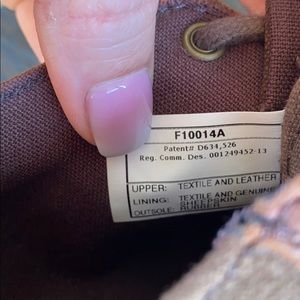 F10014A
Patent# D634,526
Reg. Comm. Des. 001249452-13
UPPER: TEXTILE AND LEATHER
LINING: TEXTILE AND GENUINE
SHEEPSKIN
OUTSOLE: RUBBER